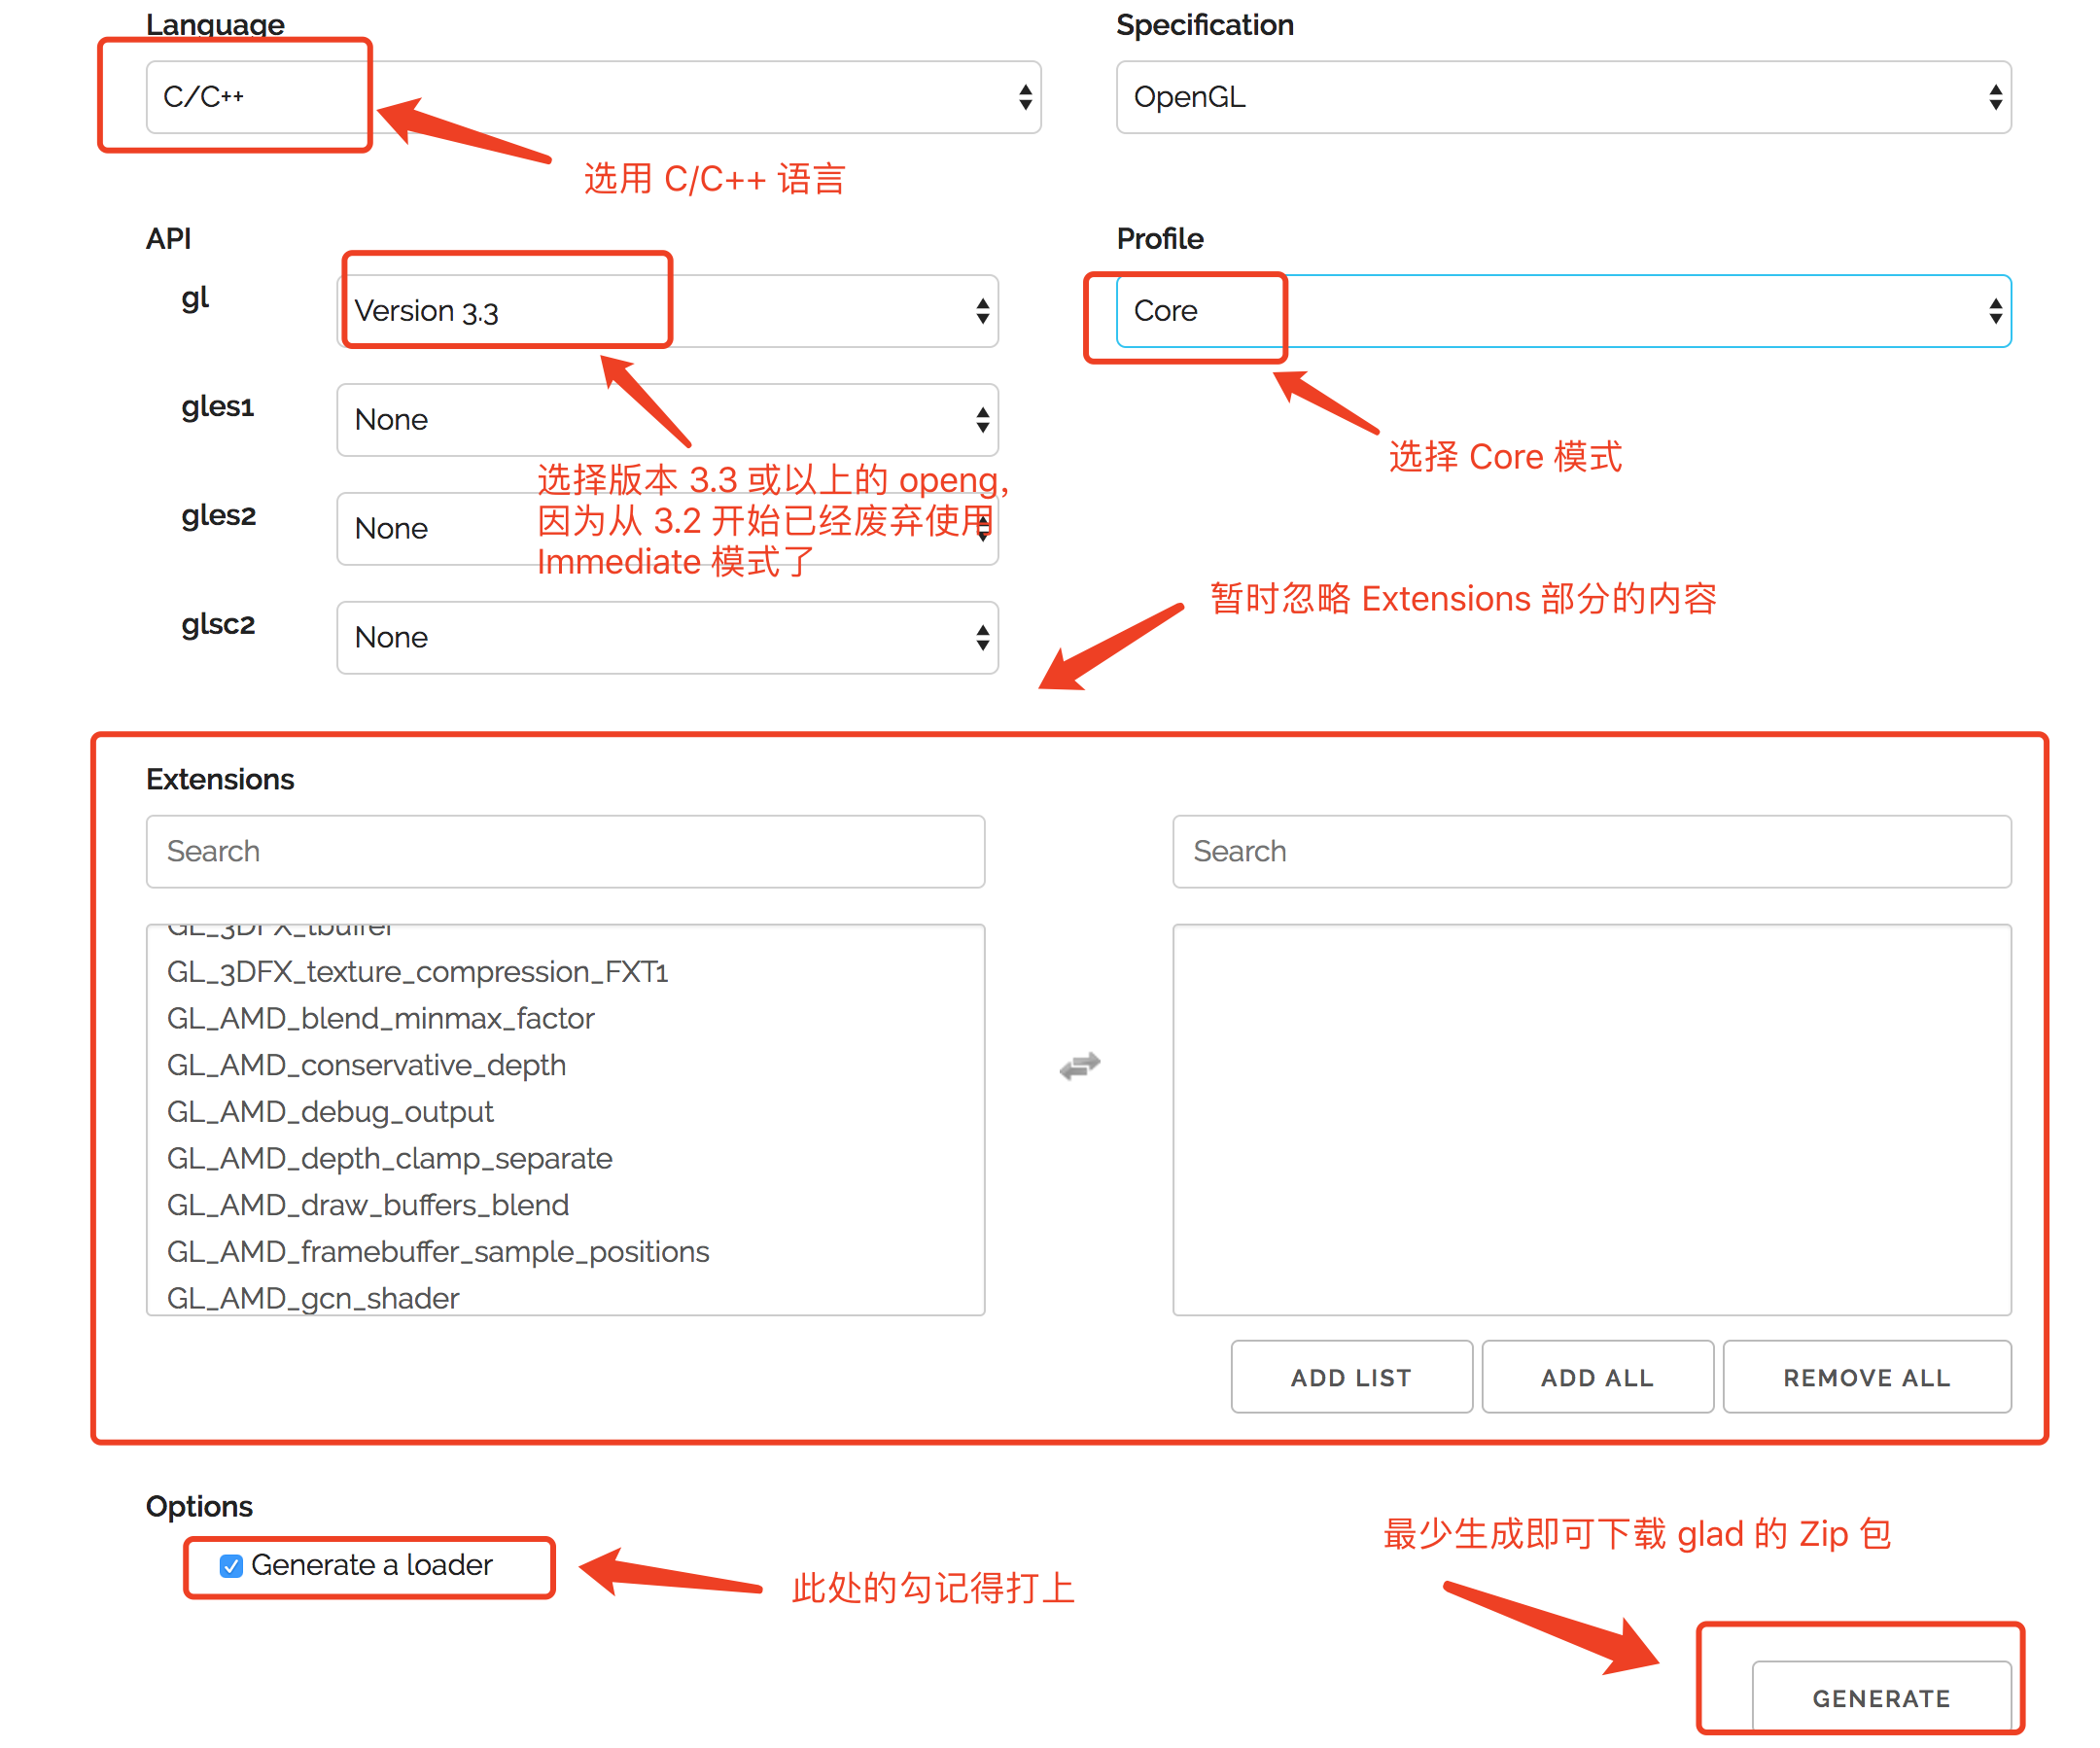 Language
C/C++
选用 C/C++ 语言
Specification
OpenGL
API
gl
Version 3.3
gles1
None
选择版本 3.3 或以上的 openg,
因为从 3.2 开始已经废弃使用
Immediate 模式了
gles2
None
glsc2
None
Profile
Core
选择 Core 模式
暂时忽略 Extensions 部分的内容
Extensions
Search
Search
GL_3DFX_tbuffer
GL_3DFX_texture_compression_FXT1
GL_AMD_blend_minmax_factor
GL_AMD_conservative_depth
GL_AMD_debug_output
GL_AMD_depth_clamp_separate
GL_AMD_draw_buffers_blend
GL_AMD_framebuffer_sample_positions
GL_AMD_gcn_shader
ADD LIST
ADD ALL
REMOVE ALL
Options
Generate a loader
此处的勾记得打上
最少生成即可下载 glad 的 Zip 包
GENERATE